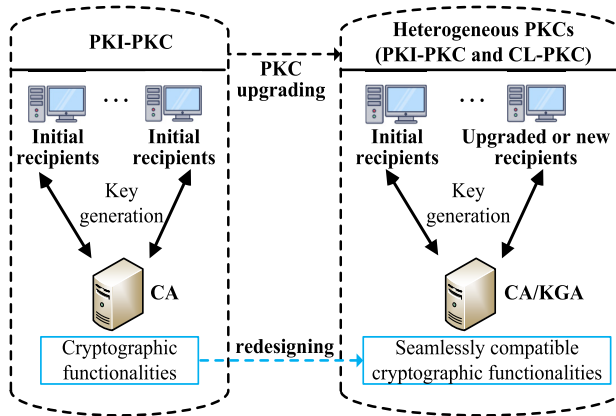 PKI-PKC
Initial
recipients
...
Initial
recipients
Key
generation
CA
Cryptographic
functionalities
PKC
upgrading
redesigning
Heterogeneous PKCs
(PKI-PKC and CL-PKC)
Initial
recipients
...
Upgraded or new
recipients
Key
generation
CA/KGA
Seamlessly compatible
cryptographic functionalities